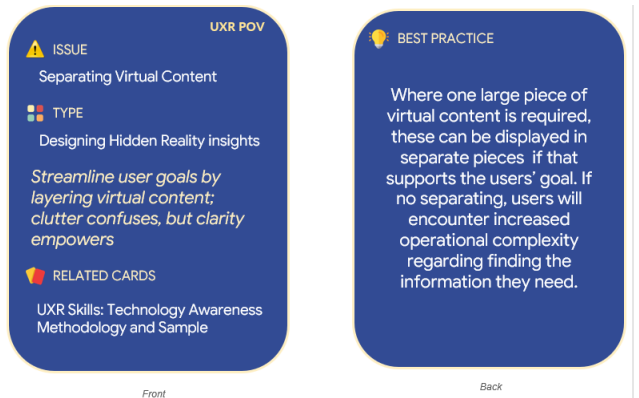 UXR POV
ISSUE
Separating Virtual Content
TYPE
Designing Hidden Reality insights
Streamline user goals by
layering virtual content;
clutter confuses, but clarity
empowers
RELATED CARDS
UXR Skills: Technology Awareness
Methodology and Sample
Front
BEST PRACTICE
Where one large piece of
virtual content is required,
these can be displayed in
separate pieces if that
supports the users’ goal. If
no separating, users will
encounter increased
operational complexity
regarding finding the
information they need.
Back